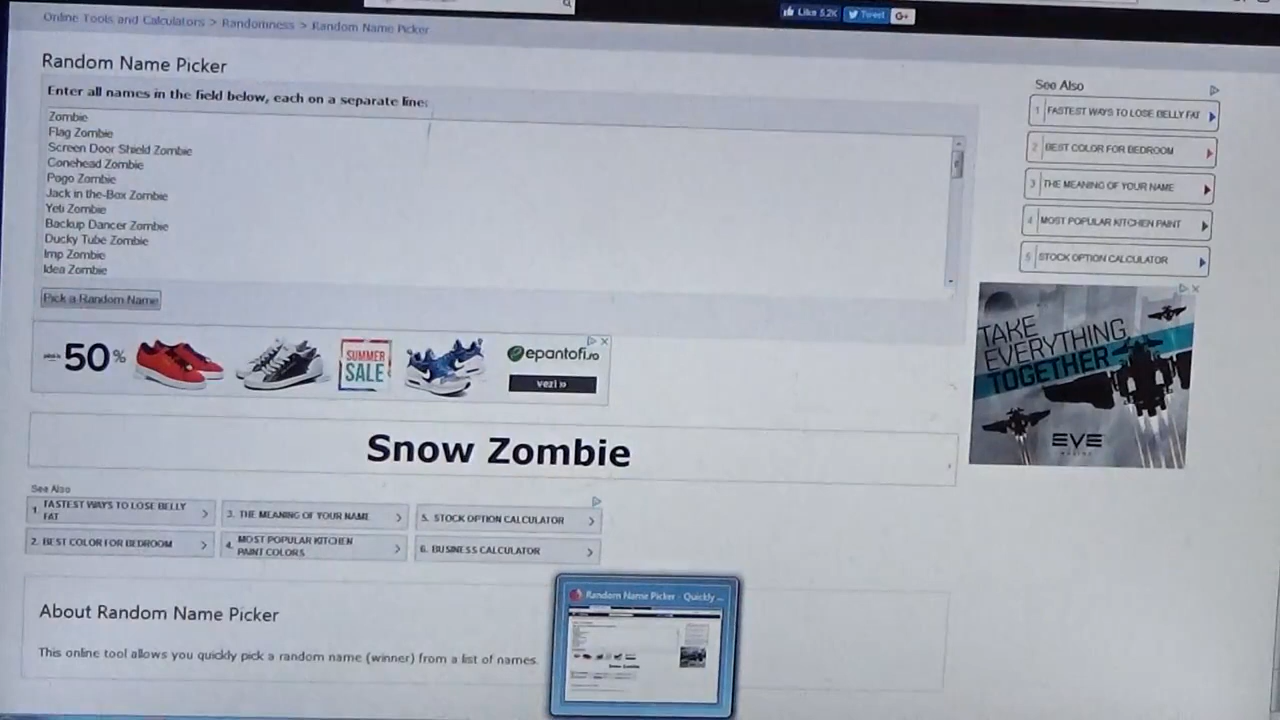 Like 5.2K
Tweet
G+
Online Tools and Calculators > Randomness > Random Name Picker
Random Name Picker
Enter all names in the field below, each on a separate line:
Zombie
Flag Zombie
Screen Door Shield Zombie
Conehead Zombie
Pogo Zombie
Jack in-the-Box Zombie
Yeti Zombie
Backup Dancer Zombie
Ducky Tube Zombie
Imp Zombie
Idea Zombie
Pick a Random Name
See Also
1 FASTEST WAYS TO LOSE BELLY FAT
2 BEST COLOR FOR BEDROOM
3 THE MEANING OF YOUR NAME
4 MOST POPULAR KITCHEN PAINT
5 STOCK OPTION CALCULATOR
50%
SUMMER
SALE
epantofi.ro
vezi »
TAKE
EVERYTHING
TOGETHER
EVE
Snow Zombie
See Also
1. FASTEST WAYS TO LOSE BELLY
FAT
3. THE MEANING OF YOUR NAME
5. STOCK OPTION CALCULATOR
2. BEST COLOR FOR BEDROOM
4. MOST POPULAR KITCHEN
PAINT COLORS
6. BUSINESS CALCULATOR
About Random Name Picker
This online tool allows you quickly pick a random name (winner) from a list of names.
Random Name Picker - Quickly ...
Snow Zombie